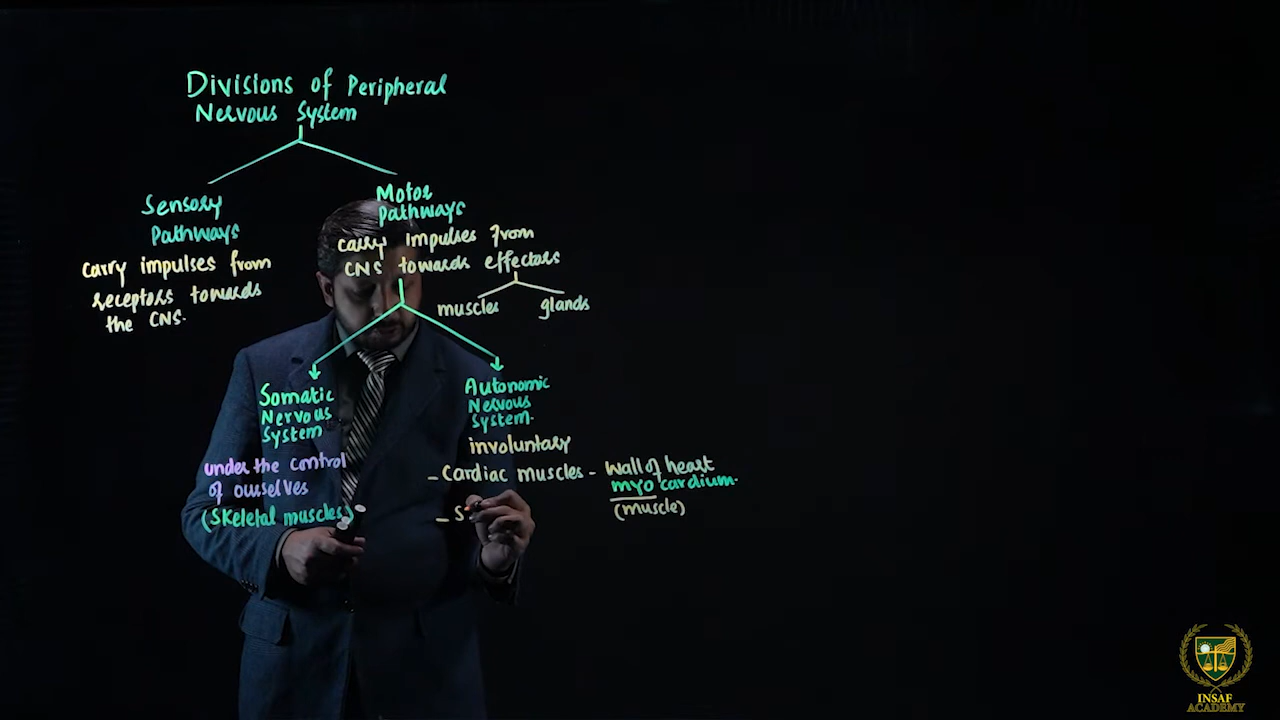 Divisions of Peripheral
Nervous System
Sensory
Pathways
carry impulses from
receptors towards
the CNS.
Motor
Pathways
carry impulses from
CNS towards effectors
muscles glands
Somatic
Nervous
System
under the control
of ourselves
(Skeletal muscles)
Autonomic
Nervous
System.
involuntary
- Cardiac muscles - Wall of heart
myocardium.
(muscle)
- S
INSAF
ACADEMY